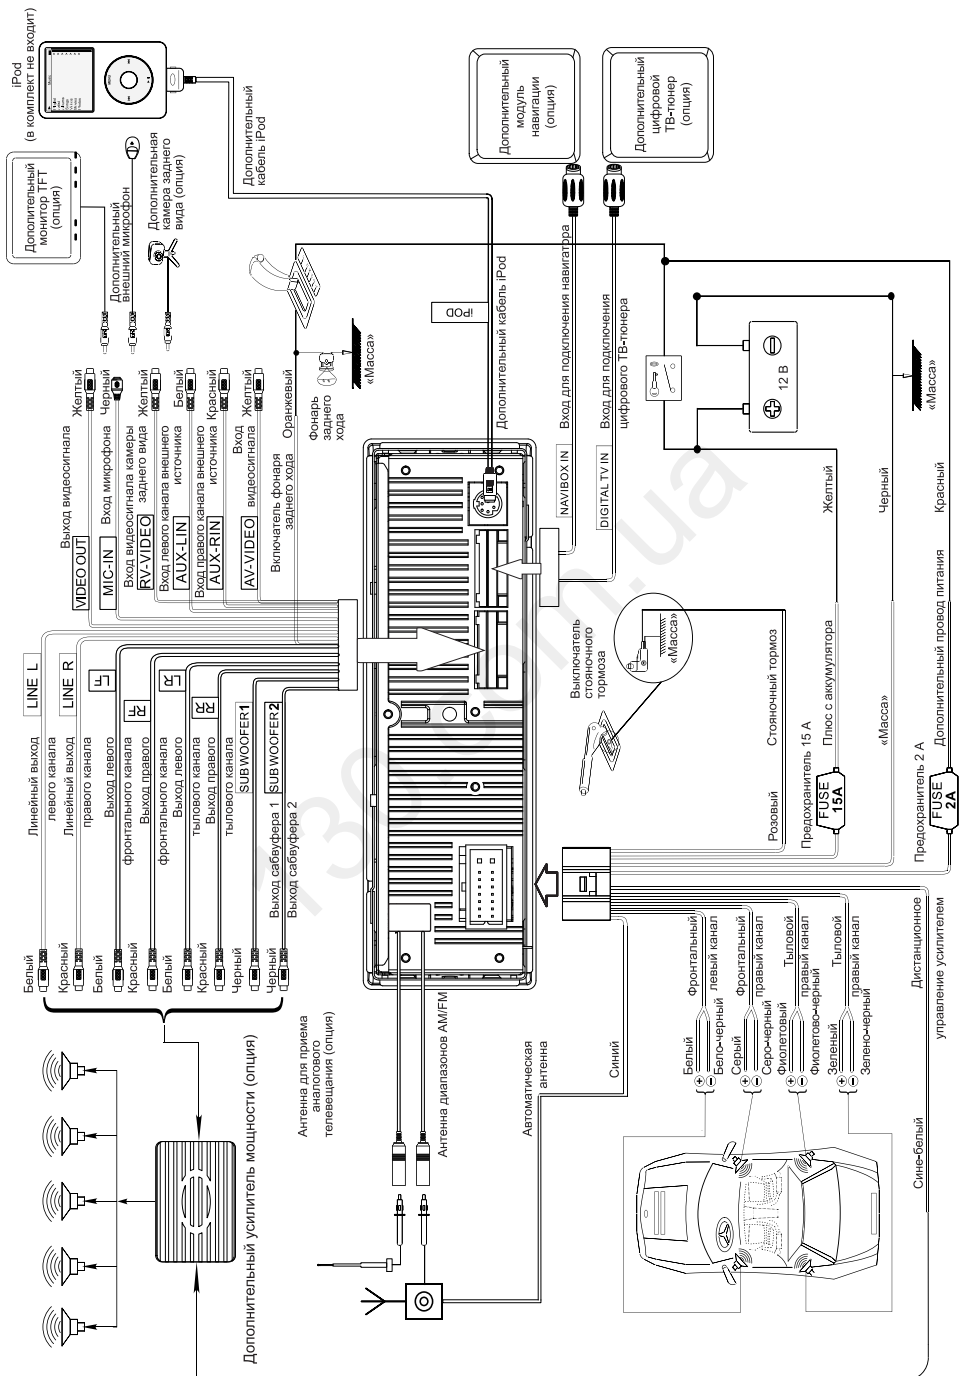 iPod
(в комплект не входит)
Дополительный
монитор TFT
(опция)
Дополнительный
внешний микрофон
Дополнительная
камера заднего
вида (опция)
Дополнительный
кабель iPod
Дополнительный
модуль
навигации
(опция)
Дополнительный
цифровой
ТВ-тюнер
(опция)
Желтый
Черный
Желтый
Белый
Красный
Желтый
Оранжевый
Фонарь
заднего
хода
«Масса»
iPOD
Дополнительный кабель iPod
Вход для подключения навигатора
NAVIBOX IN
Вход для подключения
цифрового ТВ-тюнера
DIGITAL TV IN
Выход видеосигнала
VIDEO OUT
Вход микрофона
MIC-IN
Вход видеосигнала камеры
заднего вида
RV-VIDEO
Вход левого канала внешнего
источника
AUX-LIN
Вход правого канала внешнего
источника
AUX-RIN
Вход
видеосигнала
AV-VIDEO
Включатель фонаря
заднего хода
12 В
«Масса»
Желтый
Черный
Красный
LINE L
LINE R
LF
RF
LR
RR
SUBWOOFER1
SUBWOOFER2
Линейный выход
левого канала
Линейный выход
правого канала
Выход левого
фронтального канала
Выход правого
фронтального канала
Выход левого
тылового канала
Выход правого
тылового канала
Выход сабвуфера 1
Выход сабвуфера 2
Белый
Красный
Белый
Красный
Белый
Красный
Черный
Черный
Выключатель
стояночного
тормоза
«Масса»
Розовый
Стояночный тормоз
Предохранитель 15 А
Плюс с аккумулятора
FUSE
15A
«Масса»
Предохранитель 2 А
Дополнительный провод питания
FUSE
2A
Дополнительный усилитель мощности (опция)
Антенна для приема
аналогового
телевещания (опция)
Антенна диапазонов AM/FM
Автоматическая
антенна
Синий
Фронтальный
левый канал
Белый
Бело-черный
Фронтальный
правый канал
Серый
Серо-черный
Тыловой
правый канал
Фиолетовый
Фиолетово-черный
Тыловой
правый канал
Зеленый
Зелено-черный
Дистанционное
управление усилителем
Сине-белый
130.com.ua